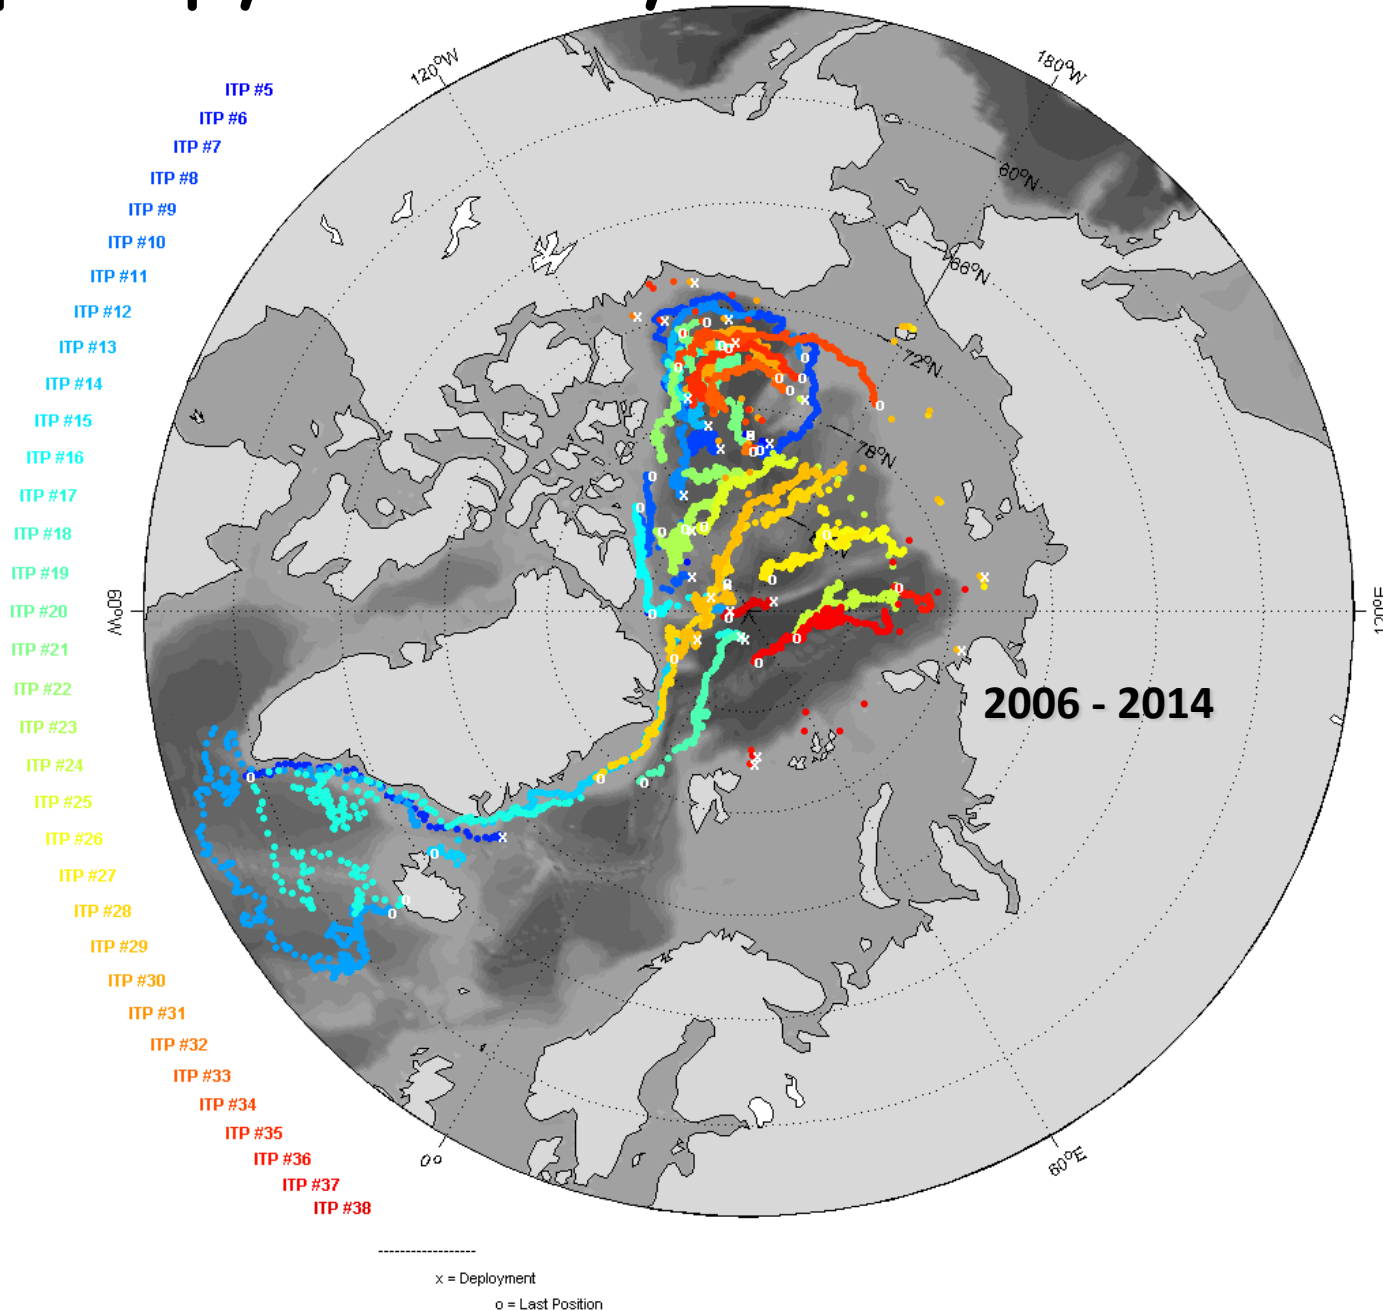 120°W
180°W
ITP #5
ITP #6
ITP #7
ITP #8
ITP #9
ITP #10
ITP #11
ITP #12
ITP #13
ITP #14
ITP #15
ITP #16
ITP #17
ITP #18
ITP #19
ITP #20
ITP #21
ITP #22
ITP #23
ITP #24
ITP #25
ITP #26
ITP #27
ITP #28
ITP #29
ITP #30
ITP #31
ITP #32
ITP #33
ITP #34
ITP #35
ITP #36
ITP #37
ITP #38
60°N
66°N
72°N
78°N
60°W
120°E
2006 - 2014
0°
60°E
------------------
x = Deployment
o = Last Position